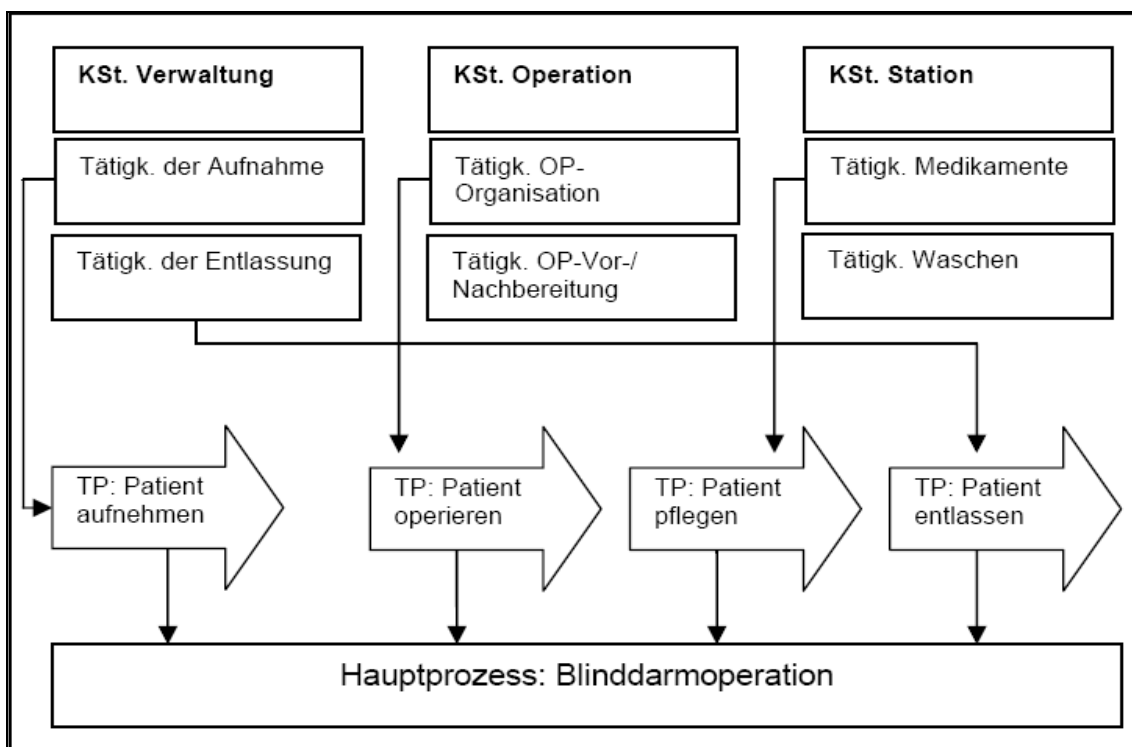 KSt. Verwaltung
Tätigk. der Aufnahme
Tätigk. der Entlassung
KSt. Operation
Tätigk. OP-
Organisation
Tätigk. OP-Vor-/
Nachbereitung
KSt. Station
Tätigk. Medikamente
Tätigk. Waschen
TP: Patient
aufnehmen
TP: Patient
operieren
TP: Patient
pflegen
TP: Patient
entlassen
Hauptprozess: Blinddarmoperation